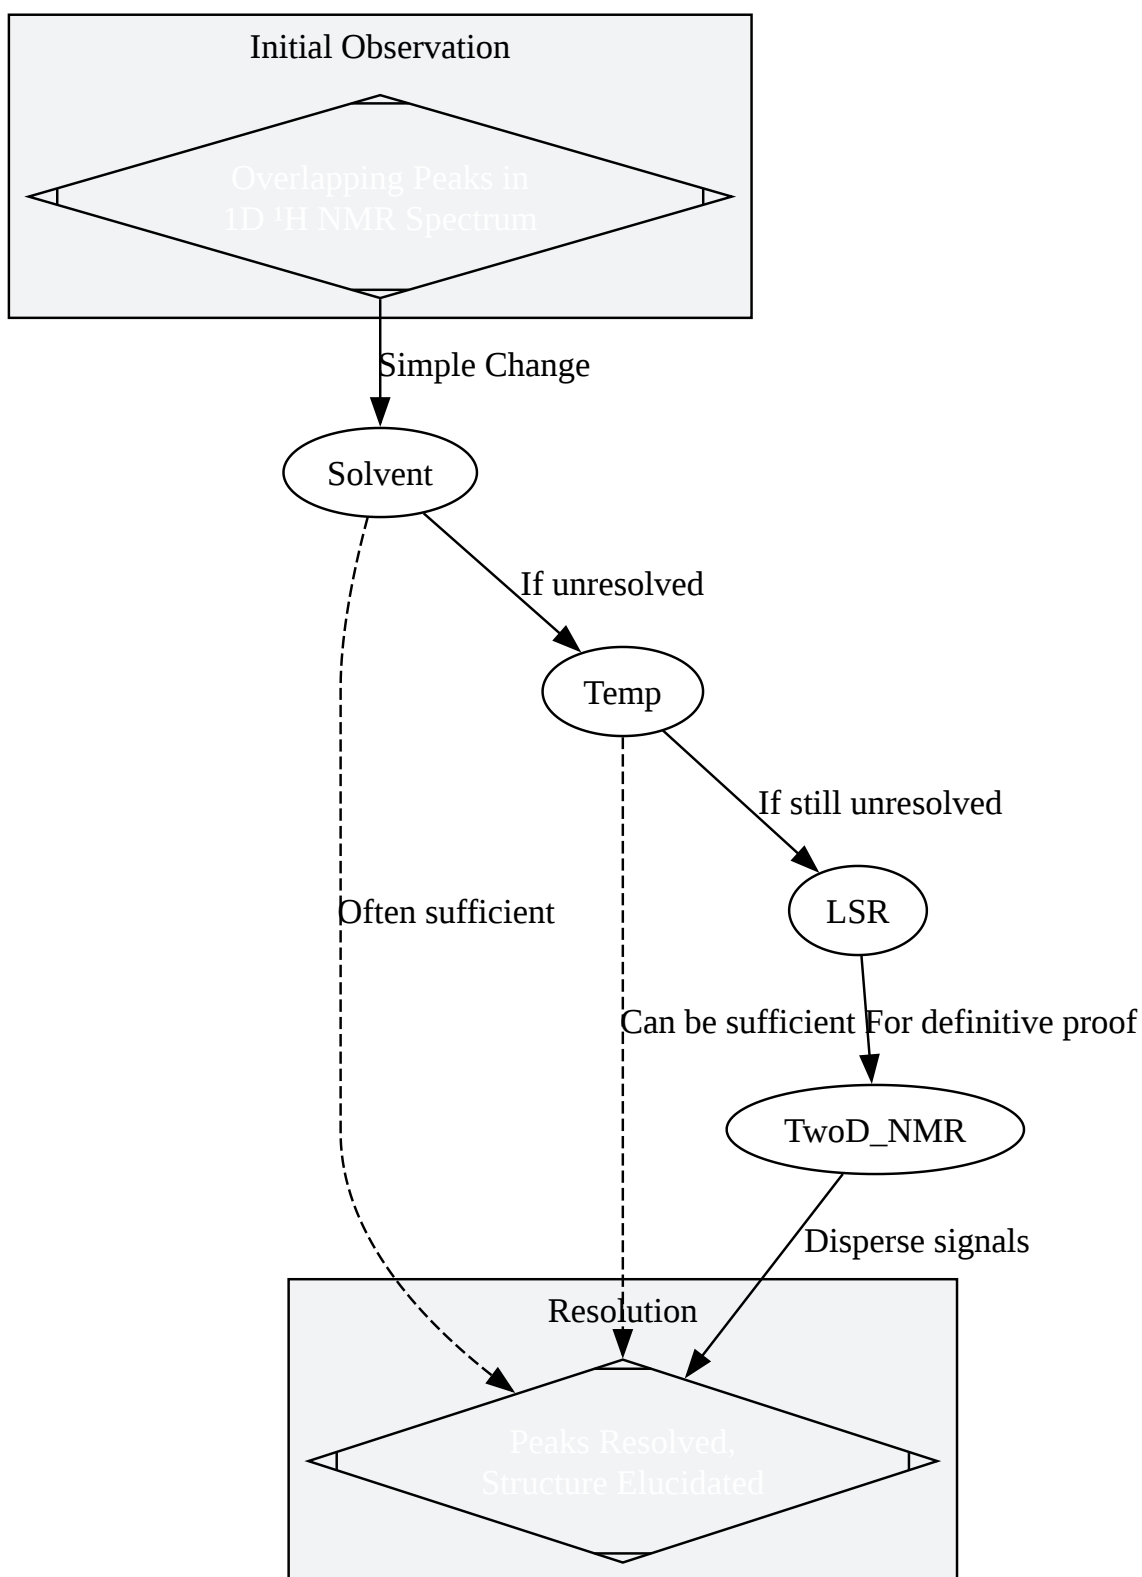 Initial Observation
Overlapping Peaks in
1D ¹H NMR Spectrum
Simple Change
Solvent
If unresolved
Temp
If still unresolved
LSR
Often sufficient
Can be sufficient
For definitive proof
TwoD_NMR
Disperse signals
Resolution
Peaks Resolved,
Structure Elucidated